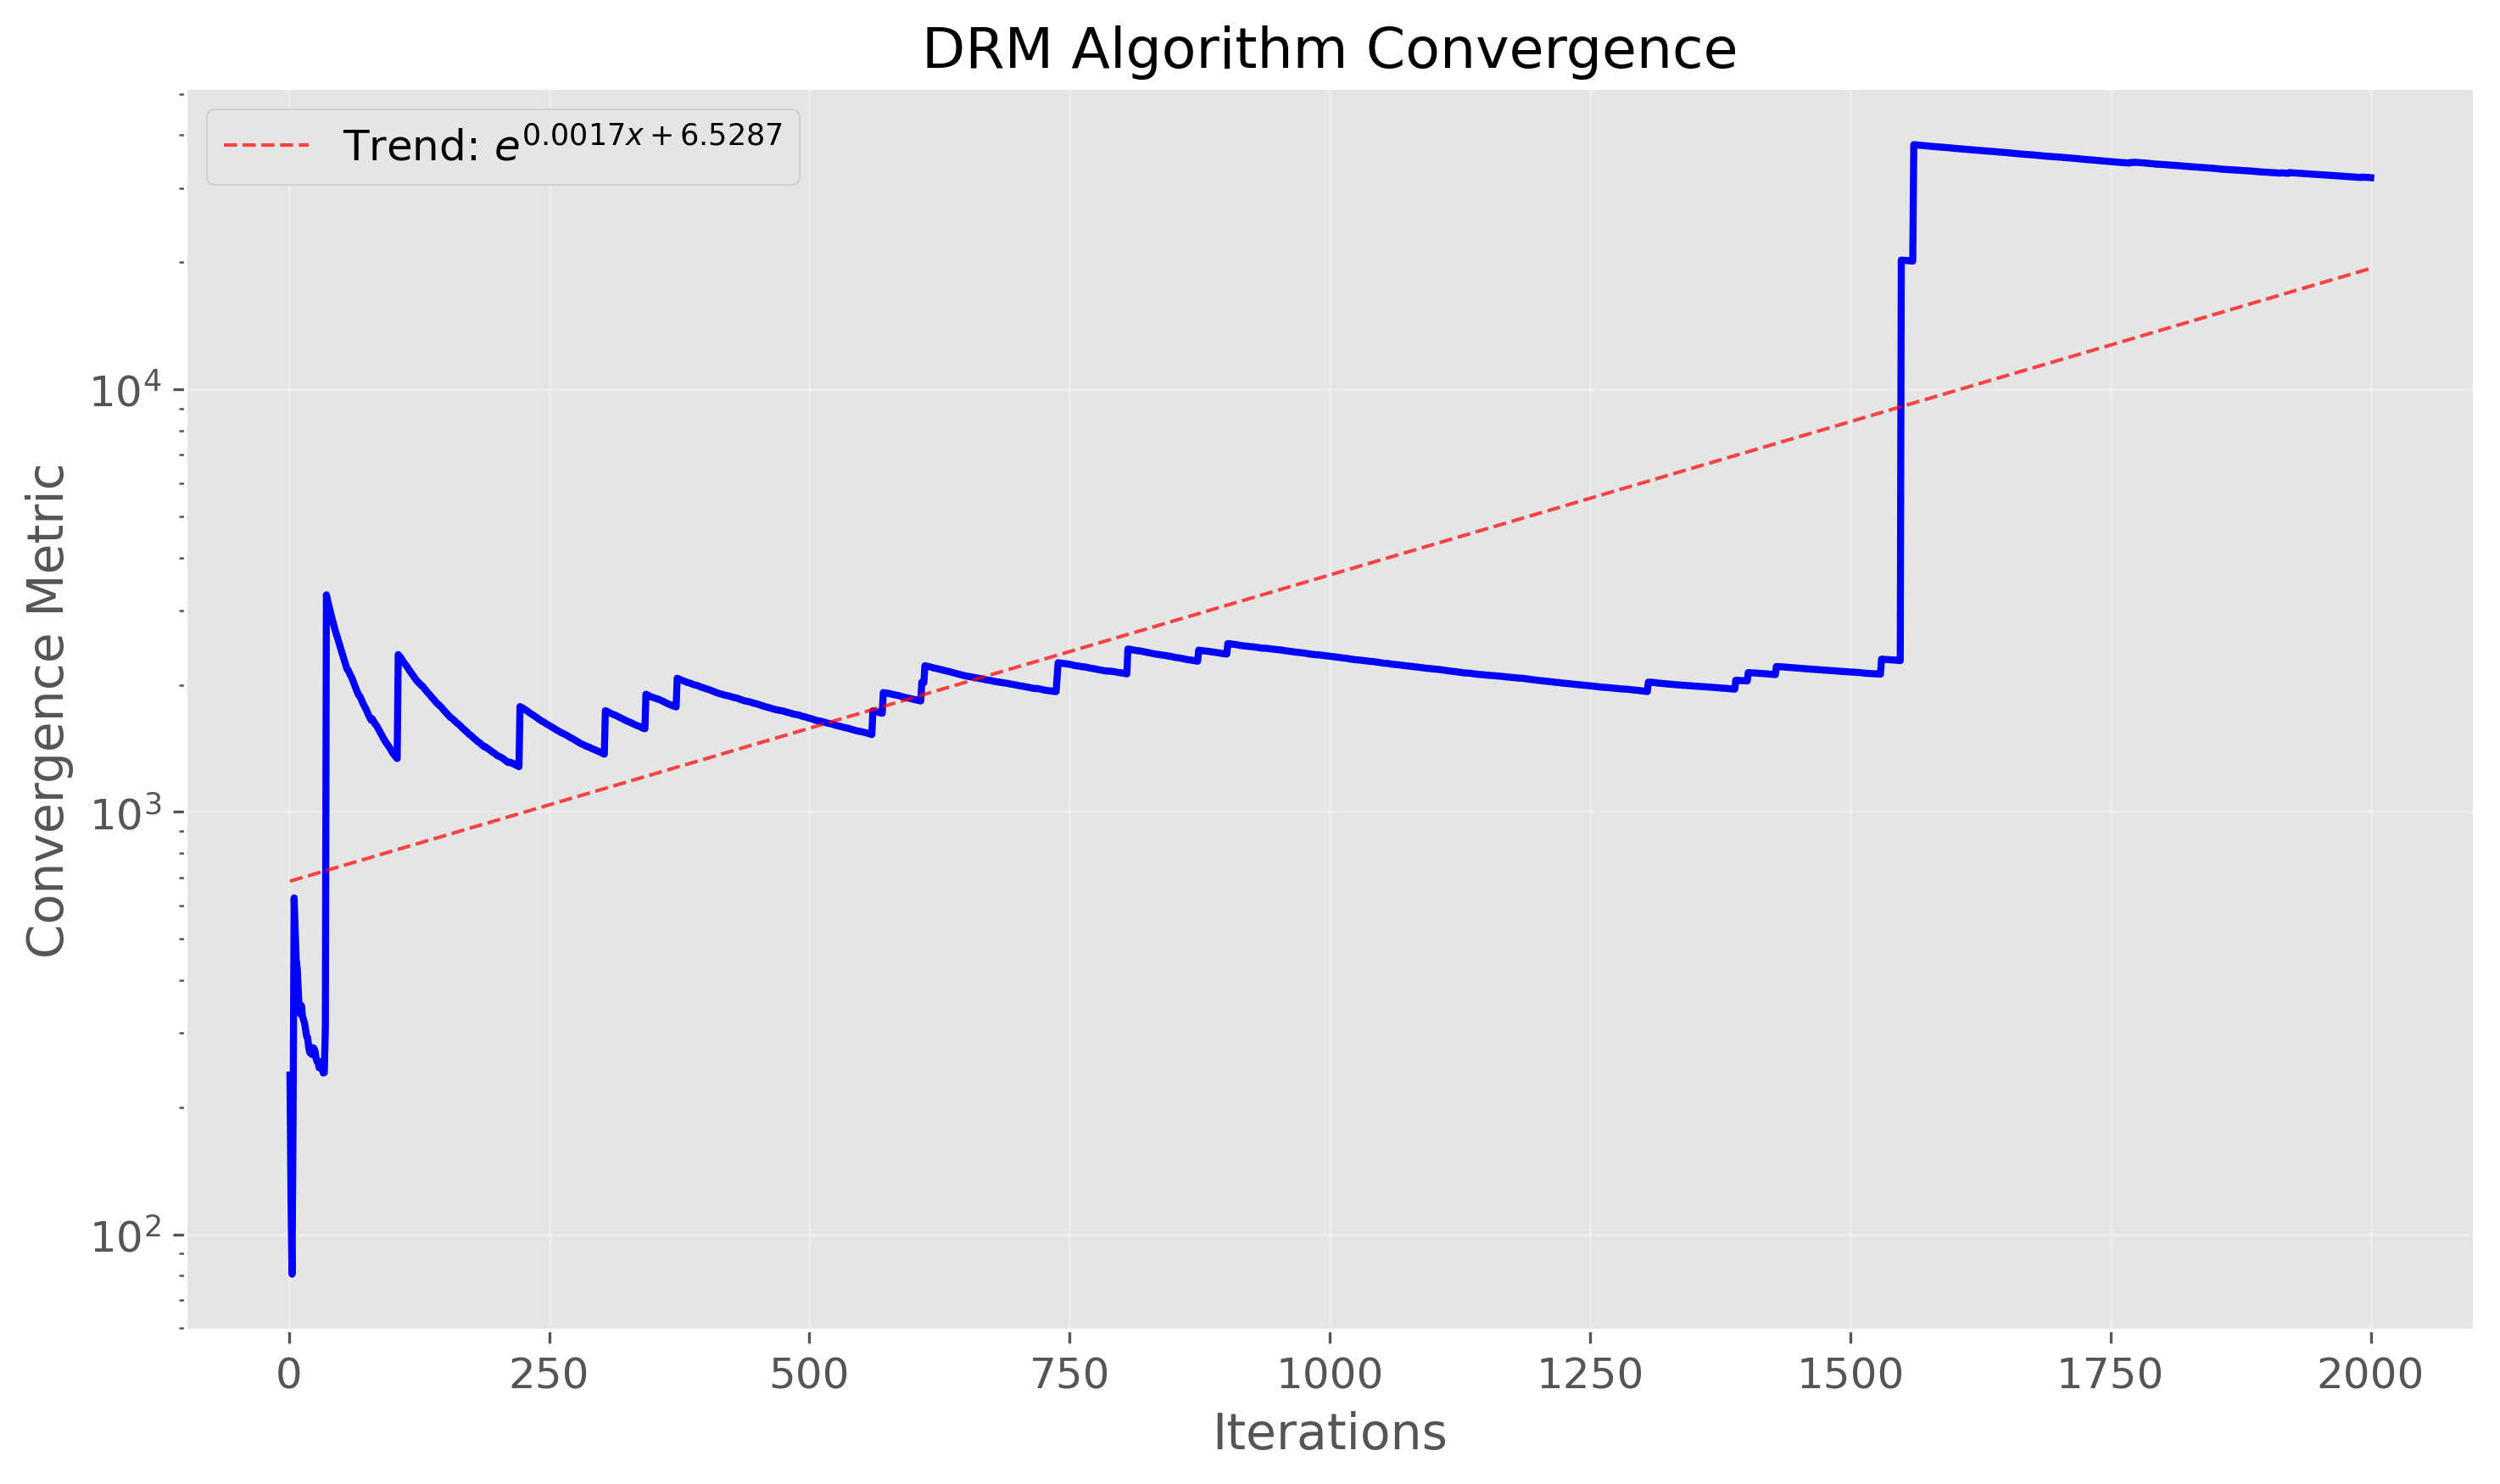 DRM Algorithm Convergence
Trend: e^{0.0017x + 6.5287}
Convergence Metric
10^4
10^3
10^2
0 250 500 750 1000 1250 1500 1750 2000
Iterations